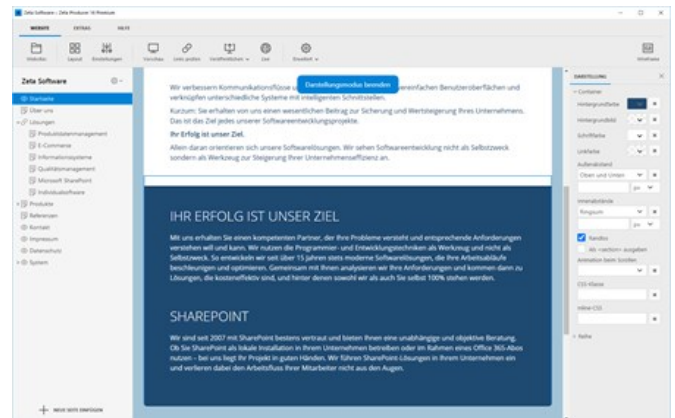 Zeta Software - Zeta Producer 16 Premium
WEBSITE EXTRAS HILFE
Websites Layout Einstellungen Vorschau Links prüfen Veröffentlichen Live Erweitert
Wireframe
Zeta Software
Startseite
Über uns
Lösungen
Produktdatenmanagement
E-Commerce
Informationssysteme
Qualitätsmanagement
Microsoft SharePoint
Individualsoftware
Produkte
Referenzen
Kontakt
Impressum
Datenschutz
System
NEUE SEITE EINFÜGEN
Darstellungsmodus beenden
Wir verbessern Kommunikationsflüsse vereinfachen Benutzeroberflächen und
verknüpfen unterschiedliche Systeme mit intelligenten Schnittstellen.
Kurzum: Sie erhalten von uns einen wesentlichen Beitrag zur Sicherung und Wertsteigerung Ihres Unternehmens.
Das ist das Ziel jedes unserer Softwareentwicklungsprojekte.
Ihr Erfolg ist unser Ziel.
Allein daran orientieren sich unsere Softwarelösungen. Wir sehen Softwareentwicklung nicht als Selbstzweck
sondern als Werkzeug zur Steigerung Ihrer Unternehmenseffizienz an.
IHR ERFOLG IST UNSER ZIEL
Mit uns erhalten Sie einen kompetenten Partner, der Ihre Probleme versteht und entsprechende Anforderungen
verstehen will und kann. Wir nutzen die Programmier- und Entwicklungstechniken als Werkzeug und nicht als
Selbstzweck. So entwickeln wir seit über 15 Jahren stets moderne Softwarelösungen, die Ihre Arbeitsabläufe
beschleunigen und optimieren. Gemeinsam mit Ihnen analysieren wir Ihre Anforderungen und kommen dann zu
Lösungen, die kosteneffektiv sind, und hinter denen sowohl wir als auch Sie selbst 100% stehen werden.
SHAREPOINT
Wir sind seit 2007 mit SharePoint bestens vertraut und bieten Ihnen eine unabhängige und objektive Beratung.
Ob Sie SharePoint als lokale Installation in Ihrem Unternehmen betreiben oder im Rahmen eines Office 365-Abos
nutzen – bei uns liegt Ihr Projekt in guten Händen. Wir führen SharePoint-Lösungen in Ihrem Unternehmen ein
und verlieren dabei den Arbeitsfluss Ihrer Mitarbeiter nicht aus den Augen.
DARSTELLUNG
Container
Hintergrundfarbe
Hintergrundbild
Schriftfarbe
Linkfarbe
Außenabstand
Oben und Unten
px
Innenabstände
Ringsum
px
Randlos
Als <section> ausgeben
Animation beim Scrollen
CSS-Klasse
Inline-CSS
Reihe